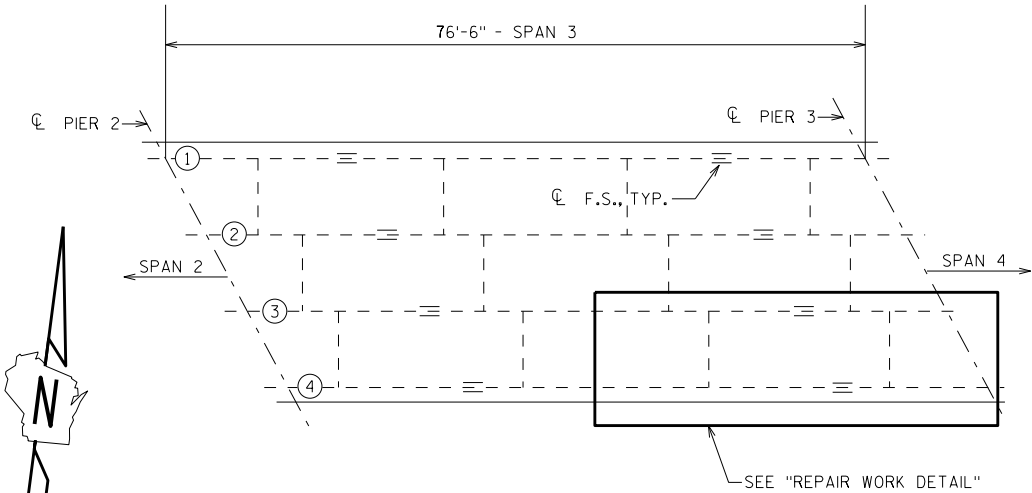 76'-6" - SPAN 3
℄ PIER 2
℄ PIER 3
1
℄ F.S., TYP.
2
SPAN 2
SPAN 4
3
4
N
SEE "REPAIR WORK DETAIL"